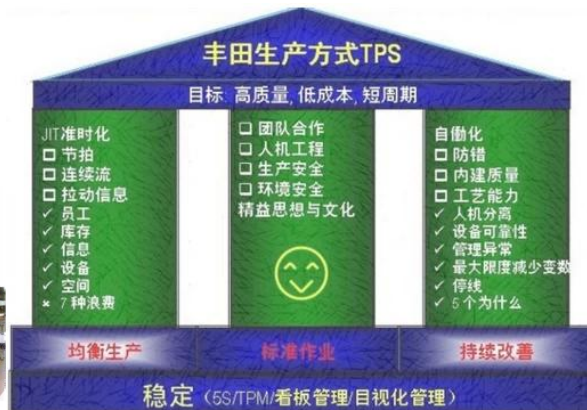 丰田生产方式TPS
目标: 高质量, 低成本, 短周期
JIT准时化
节拍
连续流
拉动信息
员工
库存
信息
设备
空间
7 种浪费
团队合作
人机工程
生产安全
环境安全
精益思想与文化
自働化
防错
内建质量
工艺能力
人机分离
设备可靠性
管理异常
最大限度减少变数
停线
5 个为什么
均衡生产
标准作业
持续改善
稳定（5S/TPM/看板管理/目视化管理）